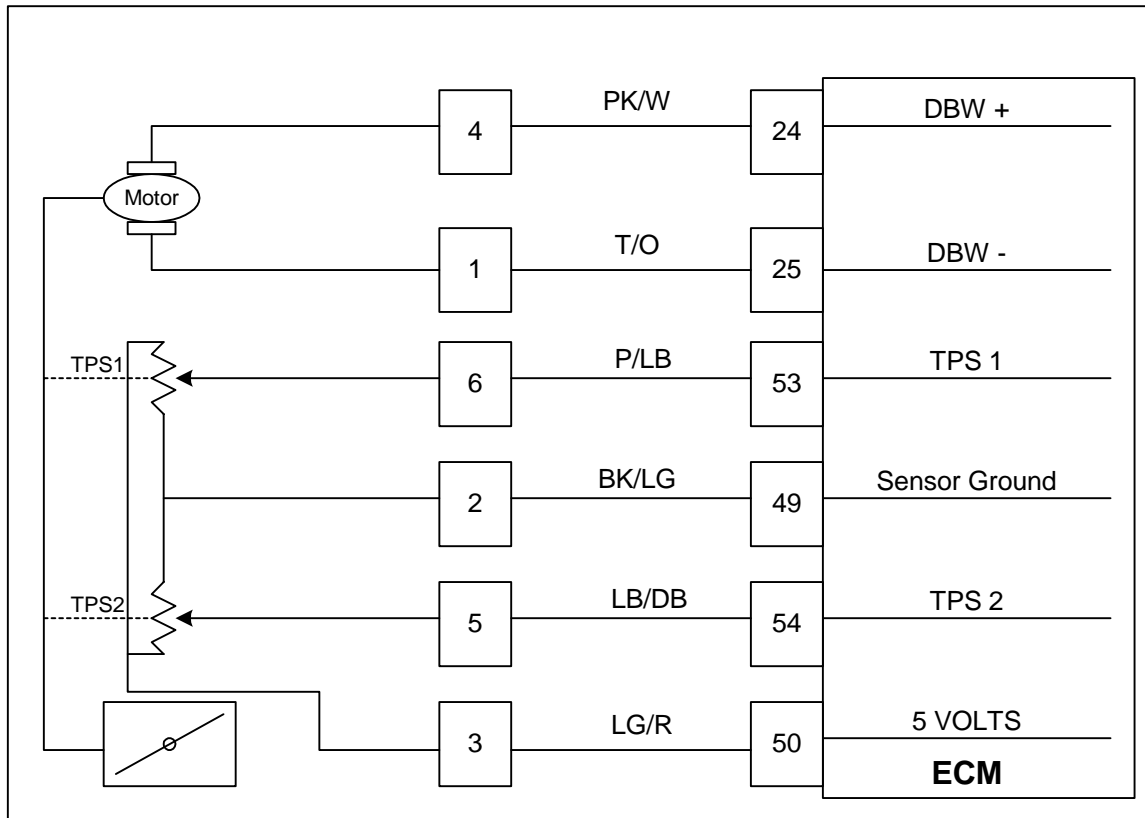 PK/W
4
24
DBW +
Motor
T/O
1
25
DBW -
TPS1
P/LB
6
53
TPS 1
BK/LG
2
49
Sensor Ground
TPS2
LB/DB
5
54
TPS 2
LG/R
3
50
5 VOLTS
ECM